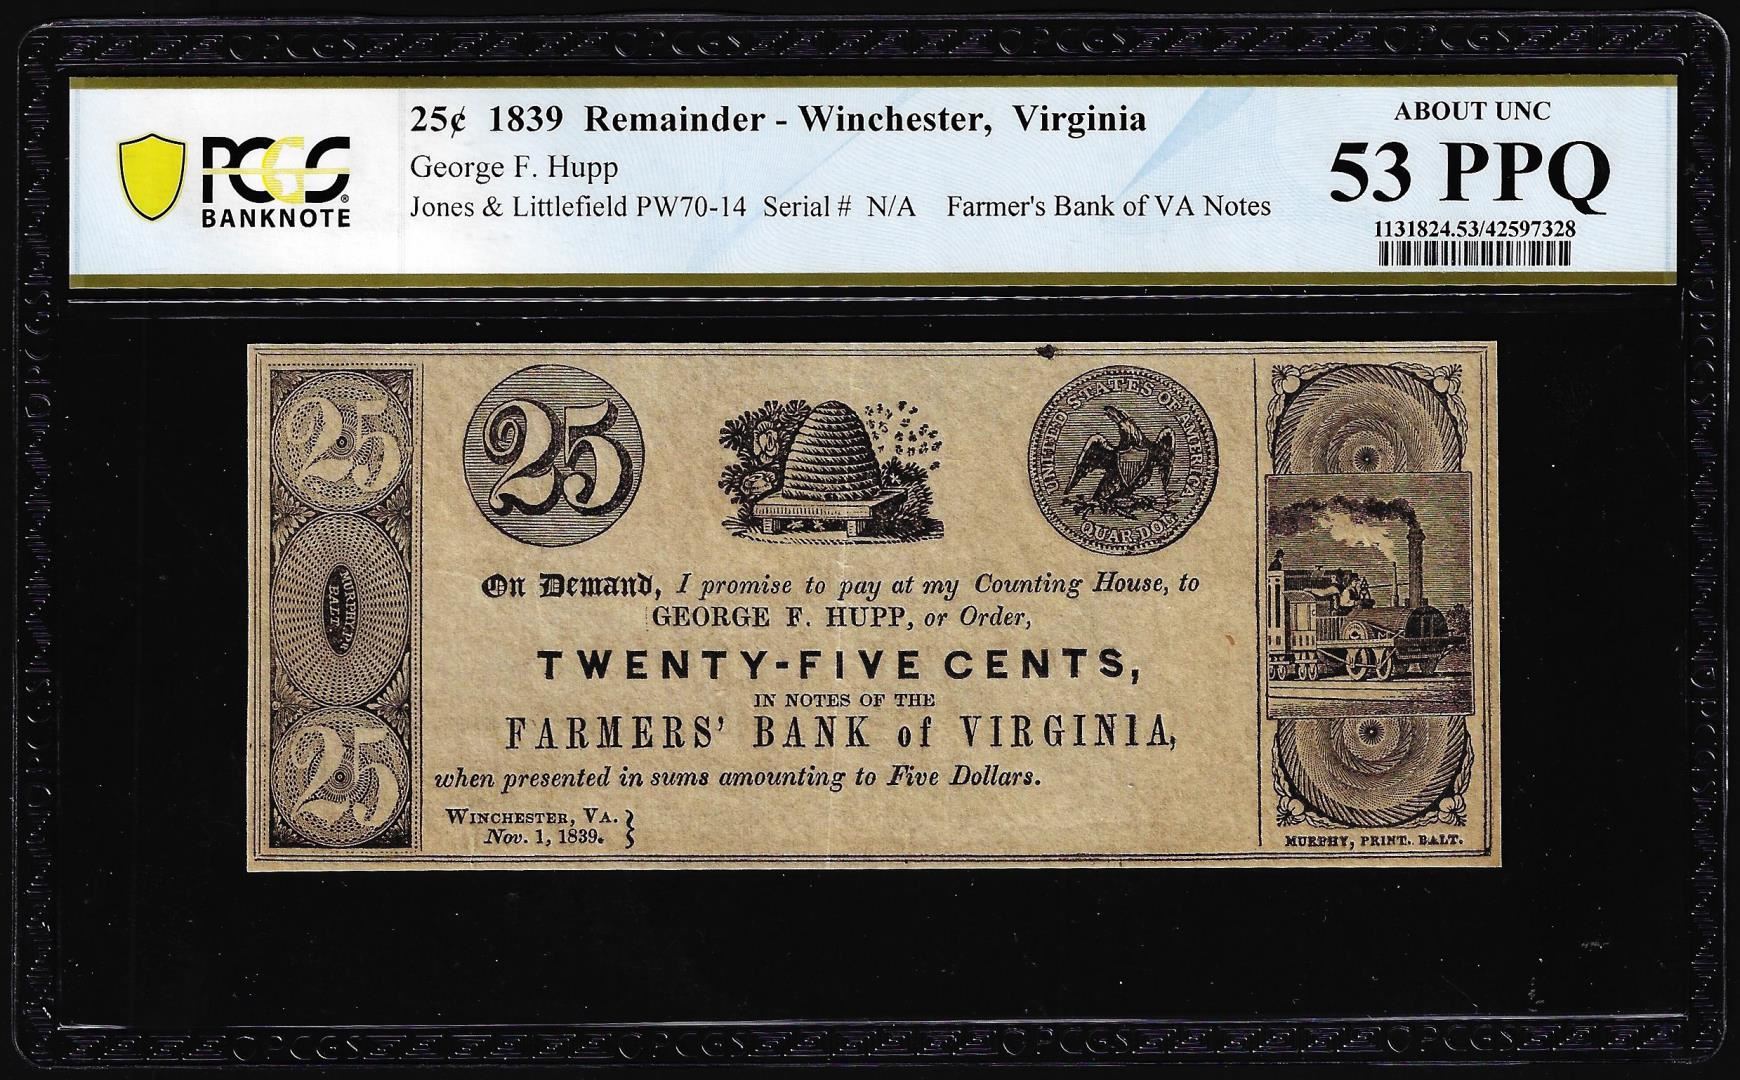 25¢ 1839 Remainder - Winchester, Virginia
George F. Hupp
Jones & Littlefield PW70-14 Serial # N/A Farmer's Bank of VA Notes
PCGS
BANKNOTE
ABOUT UNC
53 PPQ
1131824.53/42597328
25
25
UNITED STATES OF AMERICA
QUAR. DOL.
MURPHY, PR.
BALT.
25
On Demand, I promise to pay at my Counting House, to
GEORGE F. HUPP, or Order,
TWENTY-FIVE CENTS,
IN NOTES OF THE
FARMERS' BANK of VIRGINIA,
when presented in sums amounting to Five Dollars.
WINCHESTER, VA. }
Nov. 1, 1839.
MURPHY, PRINT. BALT.